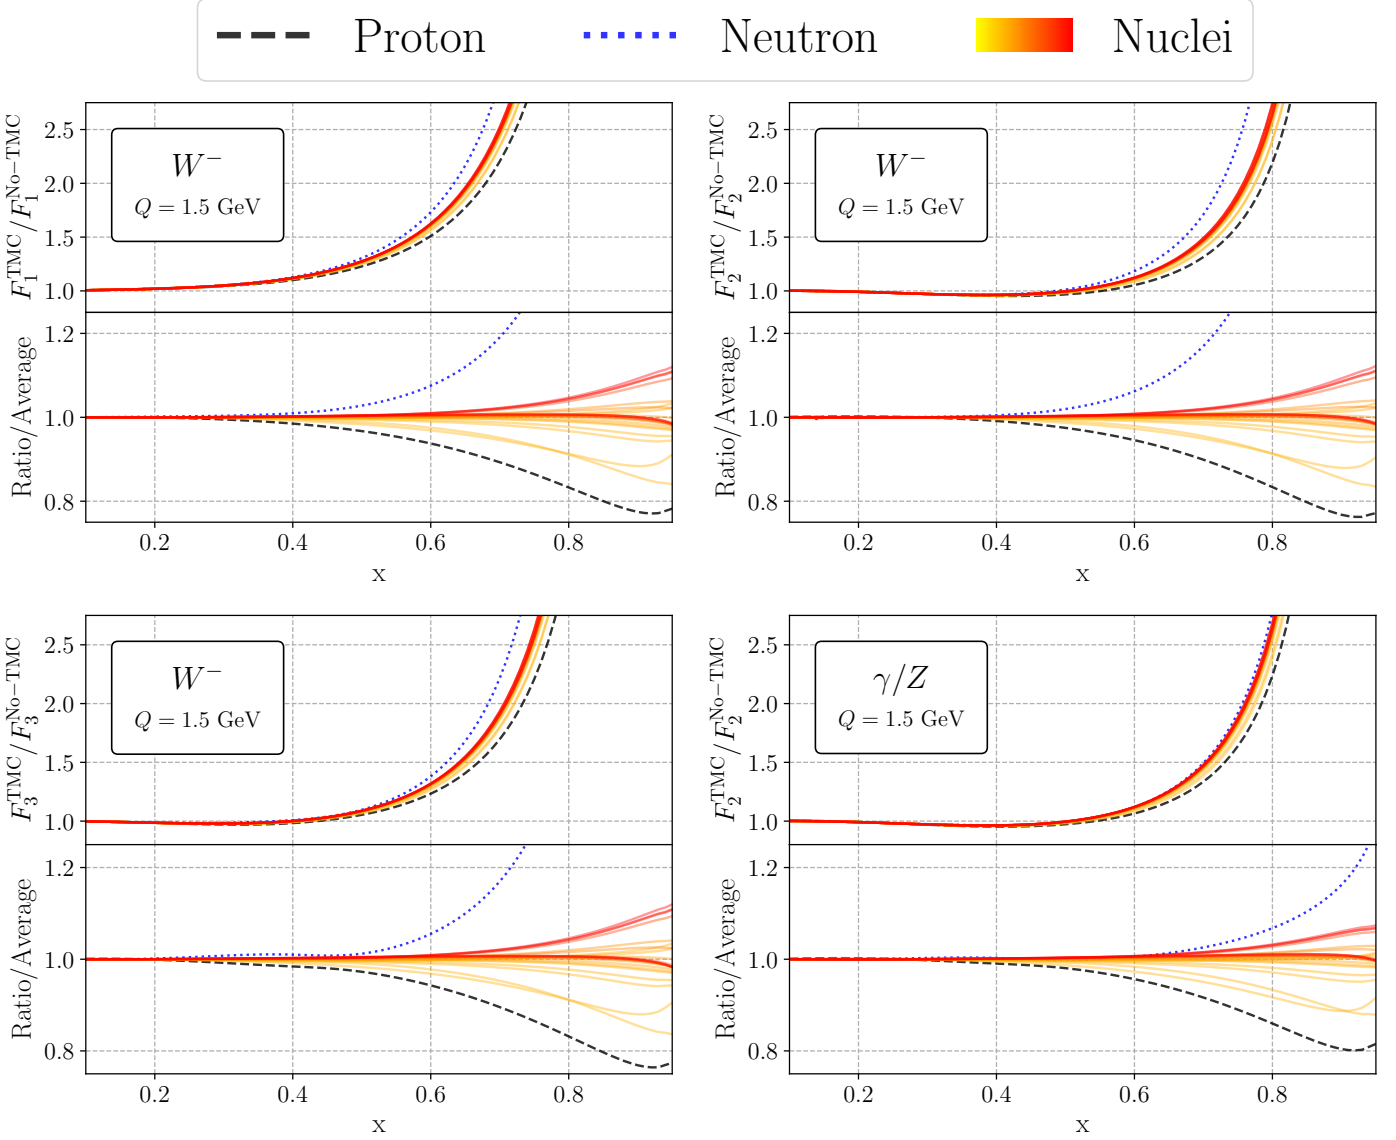 Proton Neutron Nuclei
F₁^TMC/F₁^No−TMC
2.5
2.0
1.5
1.0
W⁻
Q = 1.5 GeV
Ratio/Average
1.2
1.0
0.8
0.2 0.4 0.6 0.8
x
F₂^TMC/F₂^No−TMC
2.5
2.0
1.5
1.0
W⁻
Q = 1.5 GeV
Ratio/Average
1.2
1.0
0.8
0.2 0.4 0.6 0.8
x
F₃^TMC/F₃^No−TMC
2.5
2.0
1.5
1.0
W⁻
Q = 1.5 GeV
Ratio/Average
1.2
1.0
0.8
0.2 0.4 0.6 0.8
x
F₂^TMC/F₂^No−TMC
2.5
2.0
1.5
1.0
γ/Z
Q = 1.5 GeV
Ratio/Average
1.2
1.0
0.8
0.2 0.4 0.6 0.8
x